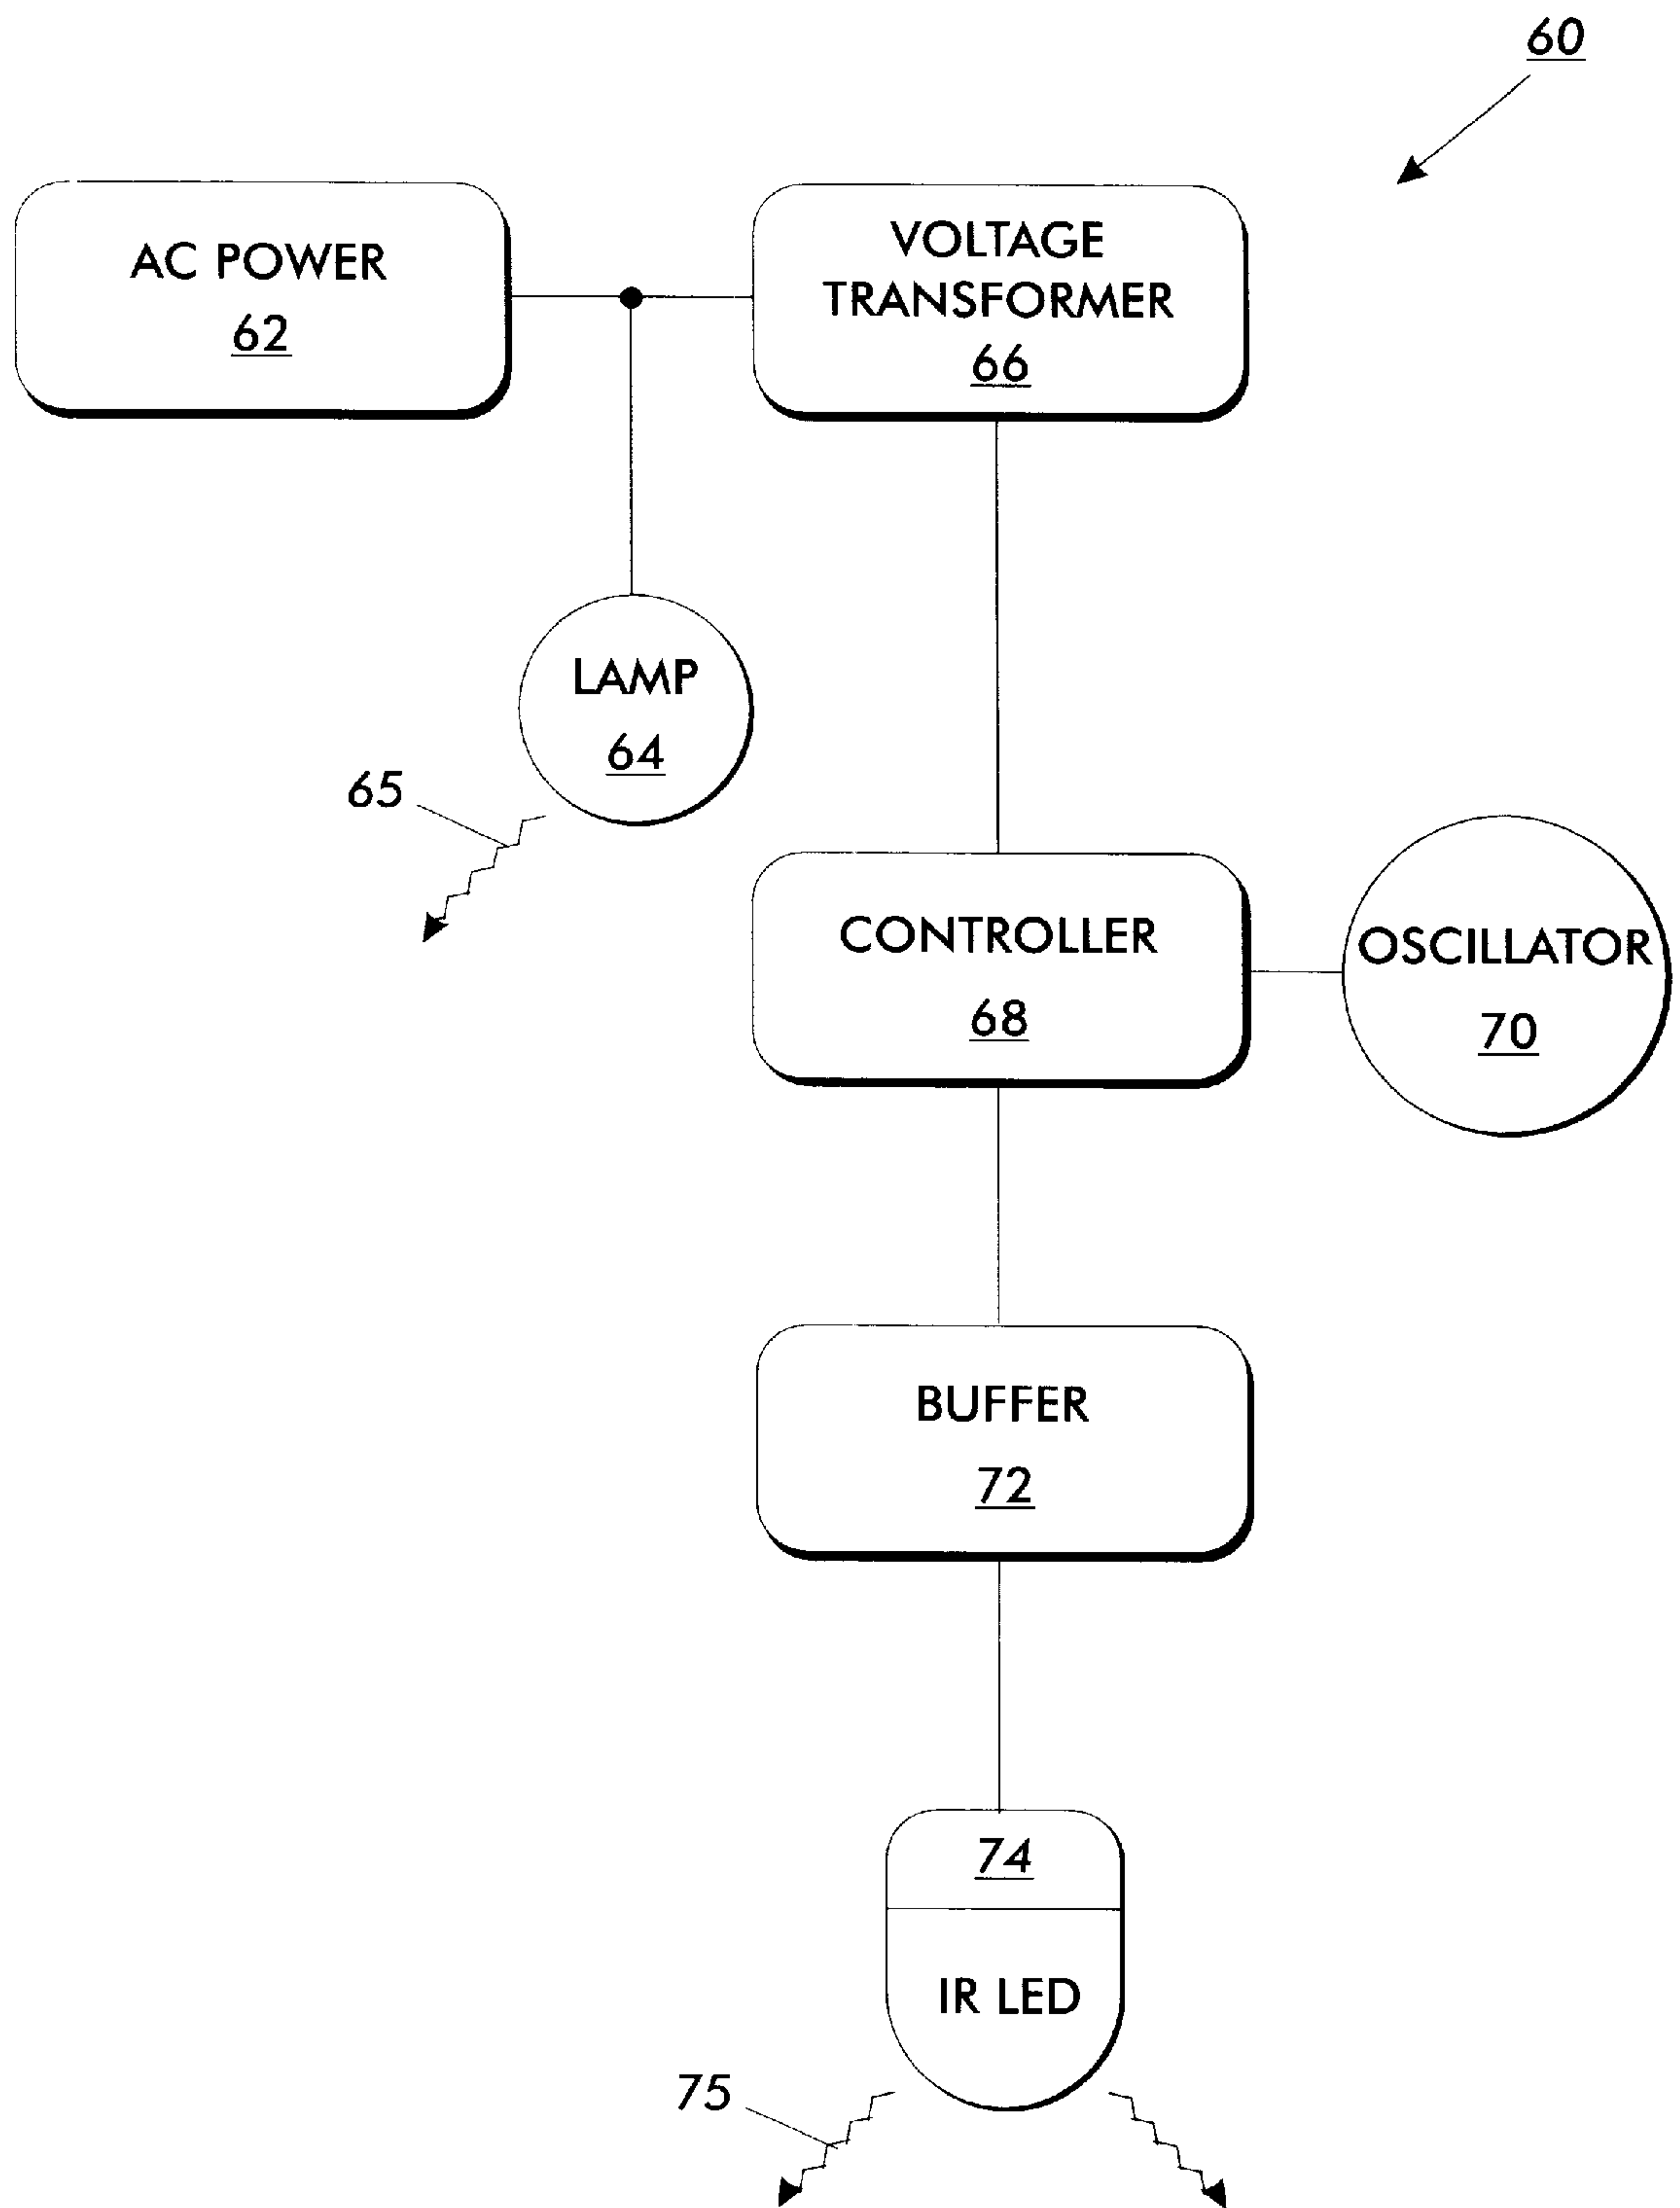 60
AC POWER
62
VOLTAGE
TRANSFORMER
66
LAMP
64
65
CONTROLLER
68
OSCILLATOR
70
BUFFER
72
74
IR LED
75